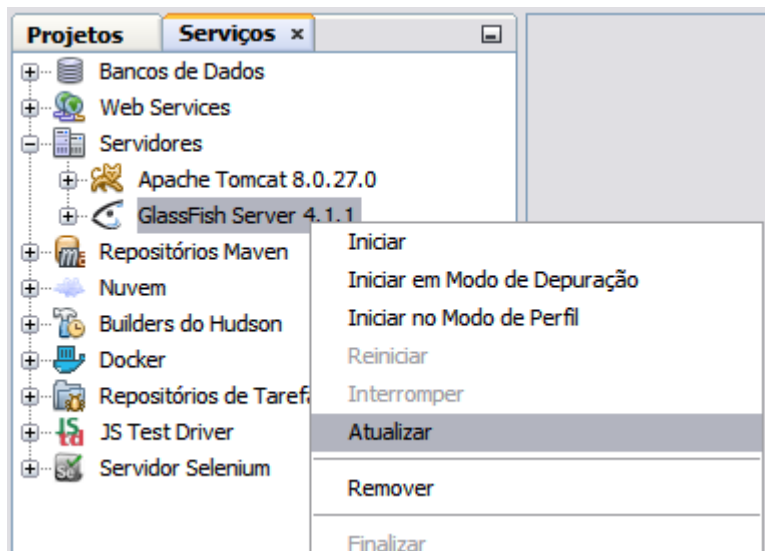 Projetos
Serviços
Bancos de Dados
Web Services
Servidores
Apache Tomcat 8.0.27.0
GlassFish Server 4.1.1
Repositórios Maven
Nuvem
Builders do Hudson
Docker
Repositórios de Taref
JS Test Driver
Servidor Selenium
Iniciar
Iniciar em Modo de Depuração
Iniciar no Modo de Perfil
Reiniciar
Interromper
Atualizar
Remover
Finalizar